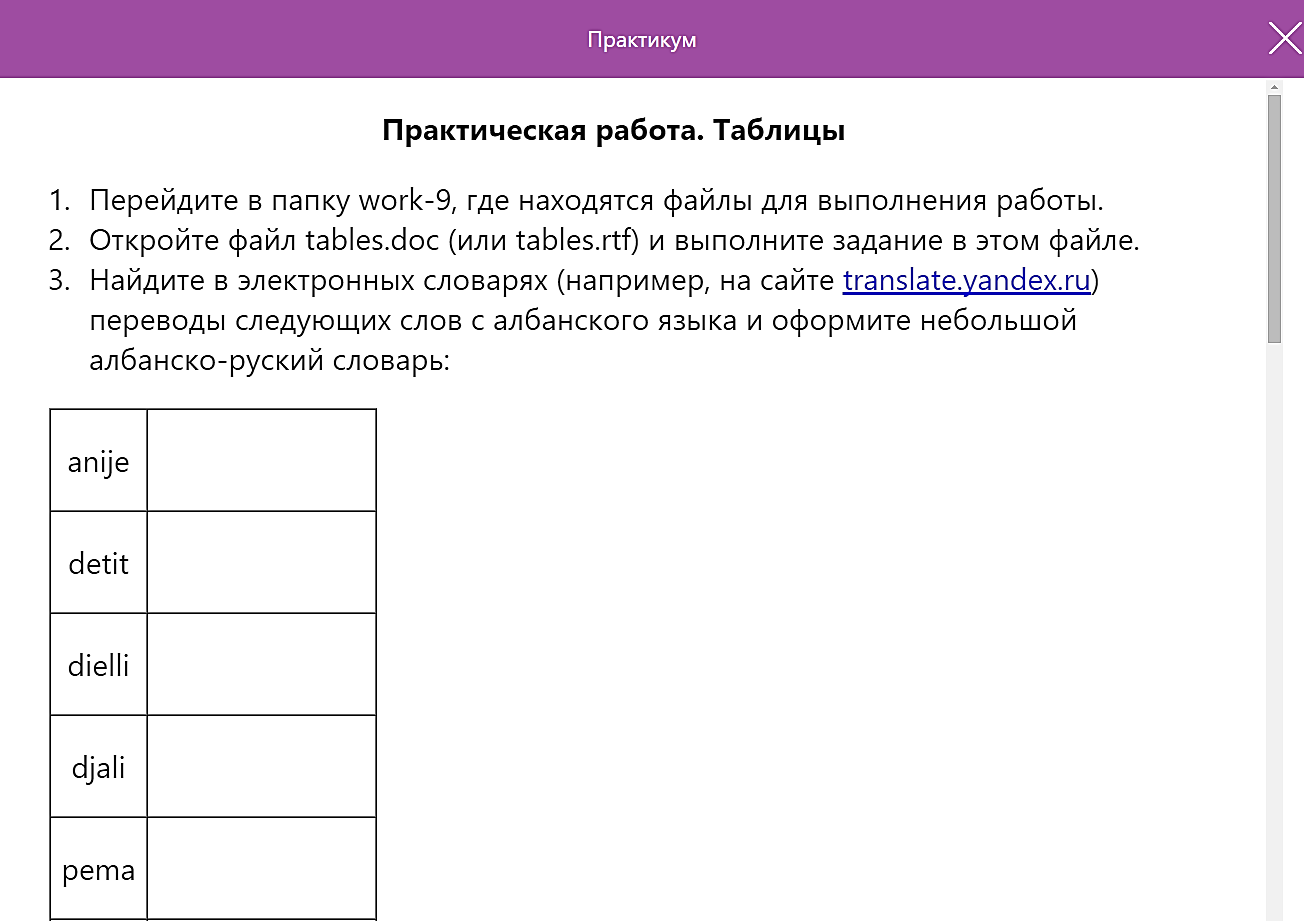 Практикум
Практическая работа. Таблицы
1. Перейдите в папку work-9, где находятся файлы для выполнения работы.
2. Откройте файл tables.doc (или tables.rtf) и выполните задание в этом файле.
3. Найдите в электронных словарях (например, на сайте translate.yandex.ru)
переводы следующих слов с албанского языка и оформите небольшой
албанско-руский словарь:
anije
detit
dielli
djali
pema